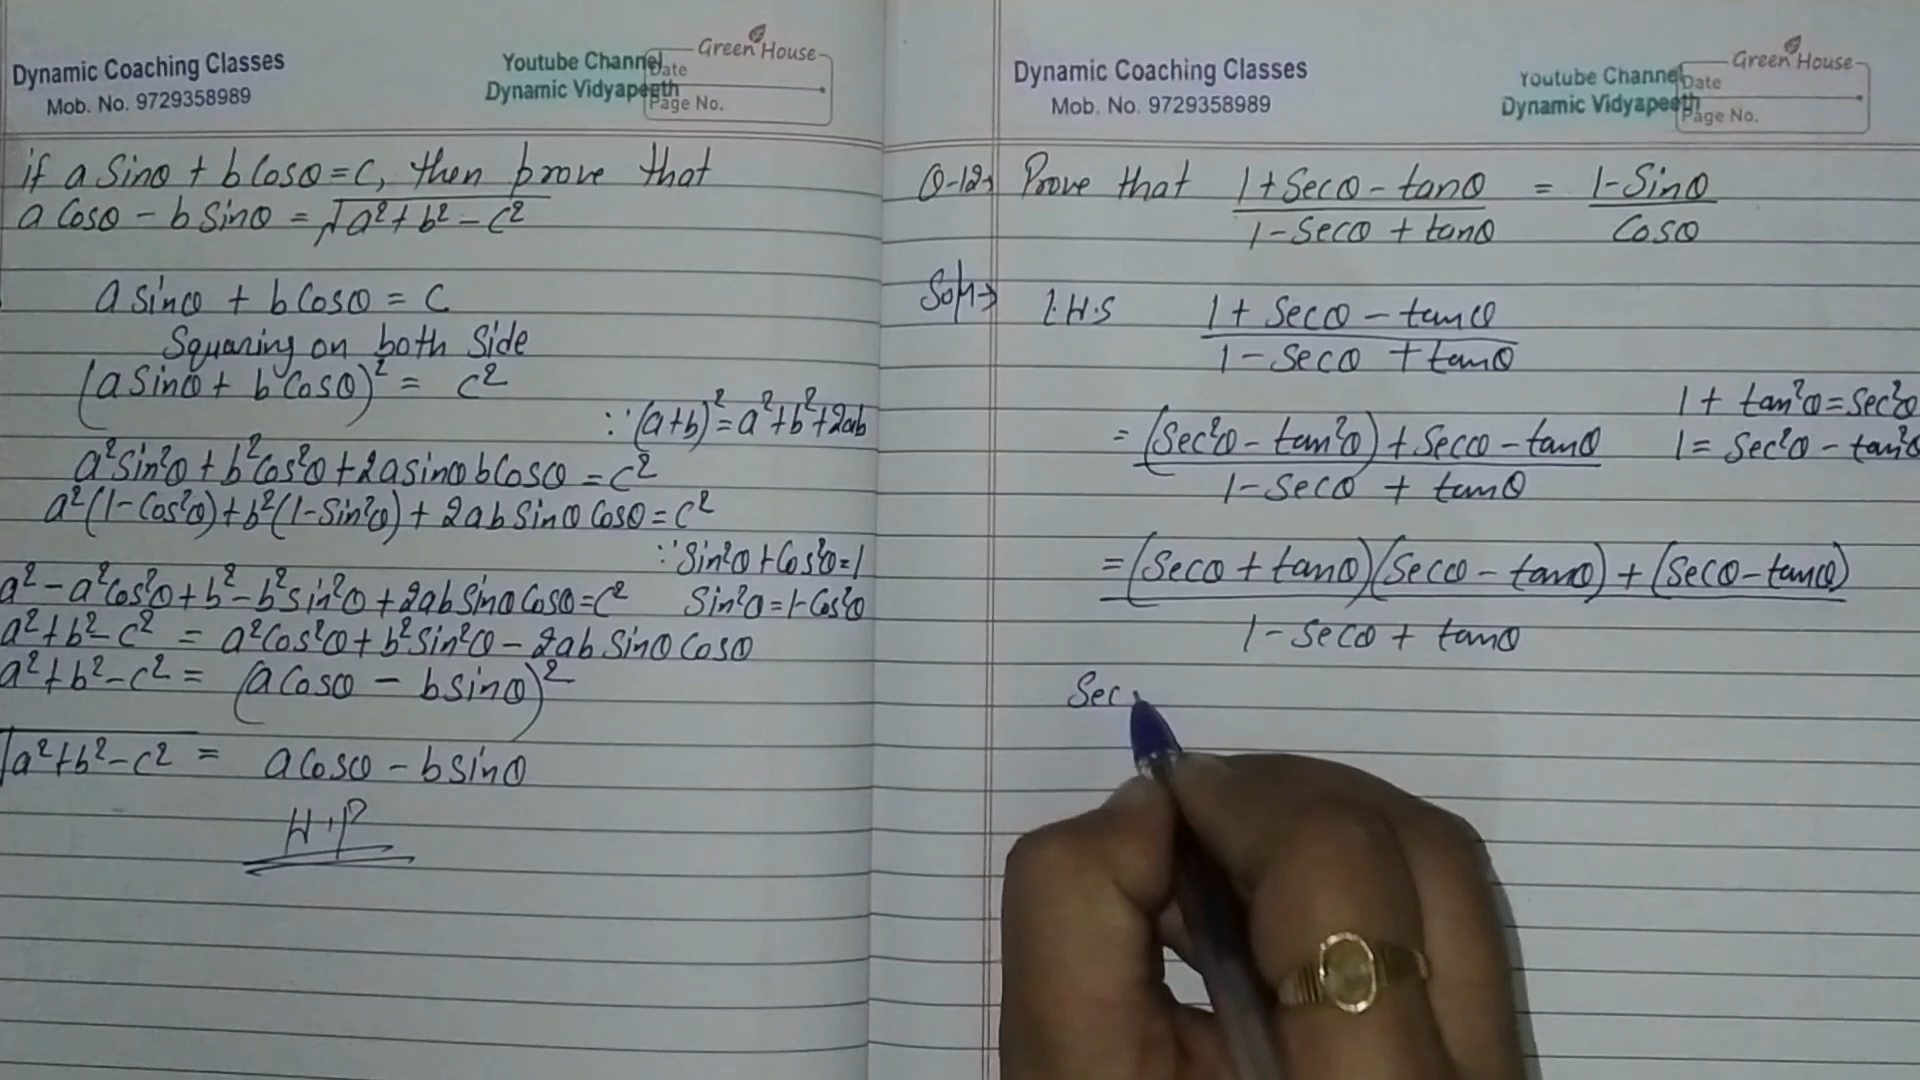 Dynamic Coaching Classes
Mob. No. 9729358989
Youtube Channel
Dynamic Vidyapeeth
Green House
Date
Page No.
if a Sinθ + b Cosθ = c, then prove that
a Cosθ - b Sinθ = √a² + b² - c²
a sinθ + b Cosθ = c
Squaring on both side
(a Sinθ + b Cosθ)² = c²
∵ (a+b)² = a²+b²+2ab
a²sin²θ + b²cos²θ + 2a sinθ b Cosθ = c²
a²(1-Cos²θ) + b²(1-Sin²θ) + 2ab Sinθ Cosθ = c²
∵ Sin²θ + Cos²θ = 1
a² - a²cos²θ + b² - b²sin²θ + 2ab Sinθ Cosθ = c²
Sin²θ = 1-Cos²θ
a² + b² - c² = a²Cos²θ + b²Sin²θ - 2ab Sinθ Cosθ
a² + b² - c² = (a Cosθ - b sinθ)²
√a² + b² - c² = a Cosθ - b sinθ
H.P
Dynamic Coaching Classes
Mob. No. 9729358989
Youtube Channel
Dynamic Vidyapeeth
Green House
Date
Page No.
Q-12→ Prove that (1 + Secθ - tanθ)/(1 - Secθ + tanθ) = (1 - Sinθ)/Cosθ
Soln→ L.H.S (1 + Secθ - tanθ)/(1 - Secθ + tanθ)
1 + tan²θ = Sec²θ
1 = Sec²θ - tan²θ
= ((Sec²θ - tan²θ) + Secθ - tanθ)/(1 - Secθ + tanθ)
= ((Secθ + tanθ)(Secθ - tanθ) + (Secθ - tanθ))/(1 - Secθ + tanθ)
Sec